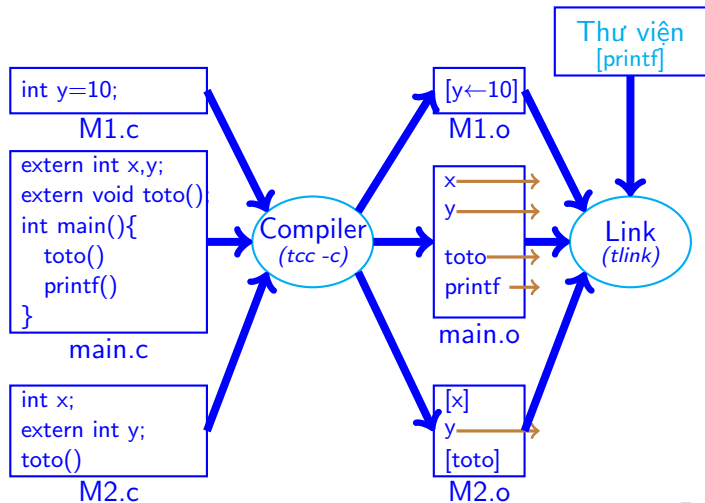 Thư viện
[printf]
int y=10;
M1.c
extern int x,y;
extern void toto();
int main(){
toto()
printf()
}
main.c
int x;
extern int y;
toto()
M2.c
Compiler
(tcc -c)
[y←10]
M1.o
x
y
toto
printf
main.o
[x]
y
[toto]
M2.o
Link
(tlink)